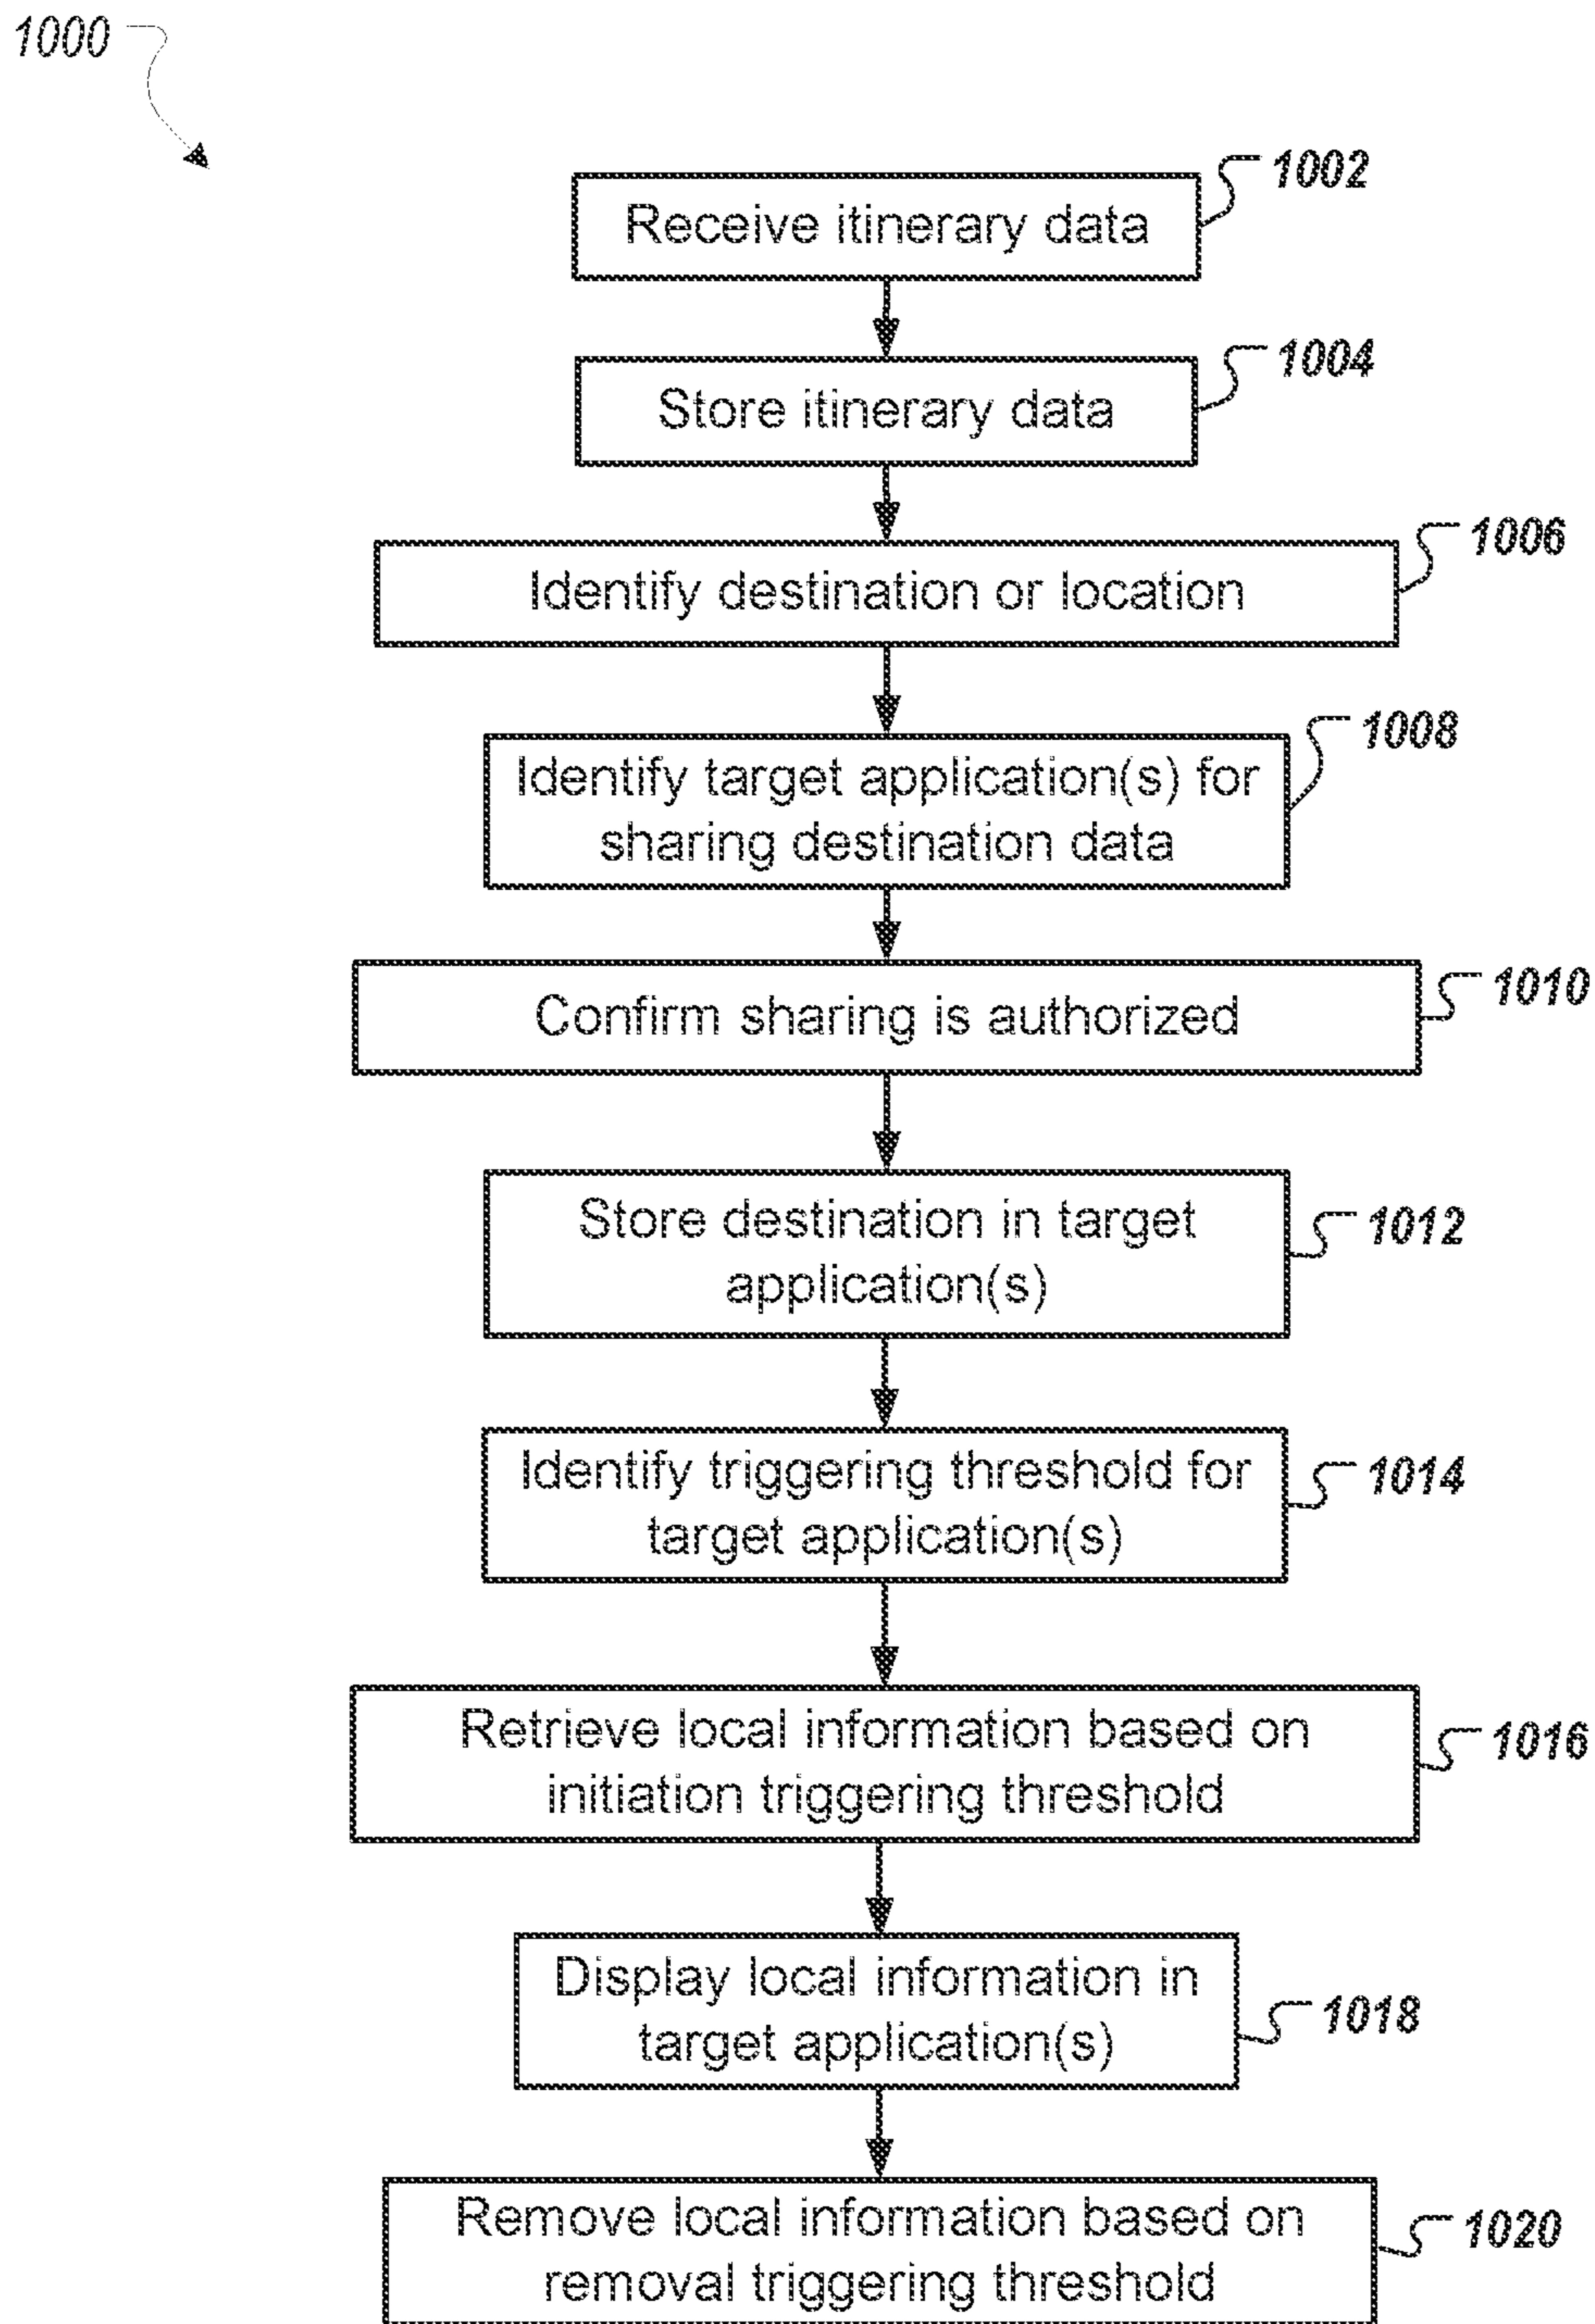 1000
1002
Receive itinerary data
1004
Store itinerary data
1006
Identify destination or location
1008
Identify target application(s) for
sharing destination data
1010
Confirm sharing is authorized
1012
Store destination in target
application(s)
1014
Identify triggering threshold for
target application(s)
1016
Retrieve local information based on
initiation triggering threshold
1018
Display local information in
target application(s)
1020
Remove local information based on
removal triggering threshold